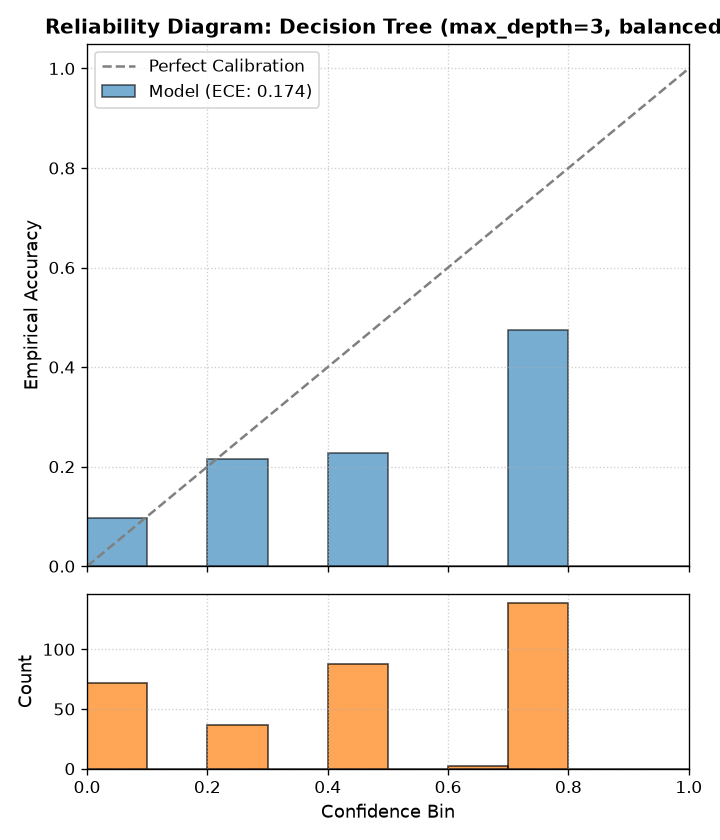 Reliability Diagram: Decision Tree (max_depth=3, balanced
Perfect Calibration
Model (ECE: 0.174)
1.0
0.8
0.6
0.4
0.2
0.0
Empirical Accuracy
100
50
0
Count
0.0 0.2 0.4 0.6 0.8 1.0
Confidence Bin